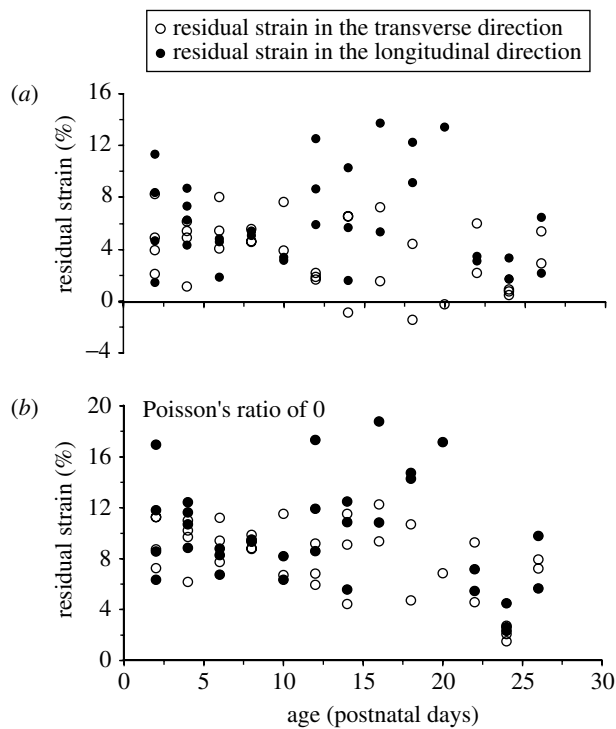 ○ residual strain in the transverse direction
● residual strain in the longitudinal direction
(a)
residual strain (%)
16
12
8
4
0
−4
(b)
Poisson's ratio of 0
residual strain (%)
20
16
12
8
4
0
0 5 10 15 20 25 30
age (postnatal days)